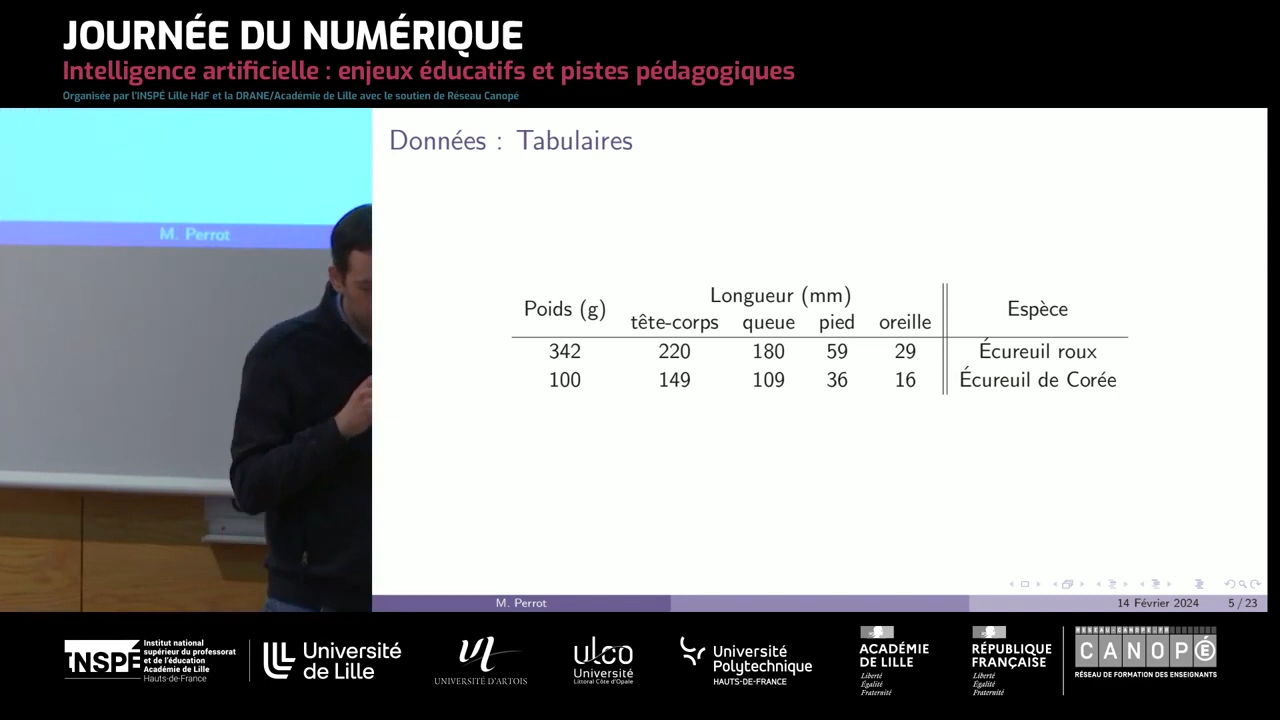 JOURNÉE DU NUMÉRIQUE
Intelligence artificielle : enjeux éducatifs et pistes pédagogiques
Organisée par l'INSPÉ Lille HdF et la DRANE/Académie de Lille avec le soutien de Réseau Canopé
M. Perrot
Données : Tabulaires
Poids (g) Longueur (mm) Espèce
tête-corps queue pied oreille
342 220 180 59 29 Écureuil roux
100 149 109 36 16 Écureuil de Corée
M. Perrot 14 Février 2024 5 / 23
INSPÉ
Institut national
supérieur du professorat
et de l'éducation
Académie de Lille
Hauts-de-France
Université
de Lille
UNIVERSITÉ D'ARTOIS
ulco
Université
Littoral Côte d'Opale
Université
Polytechnique
HAUTS-DE-FRANCE
ACADÉMIE
DE LILLE
Liberté
Égalité
Fraternité
RÉPUBLIQUE
FRANÇAISE
Liberté
Égalité
Fraternité
RESEAU-CANOPE.FR
CANOPÉ
RÉSEAU DE FORMATION DES ENSEIGNANTS